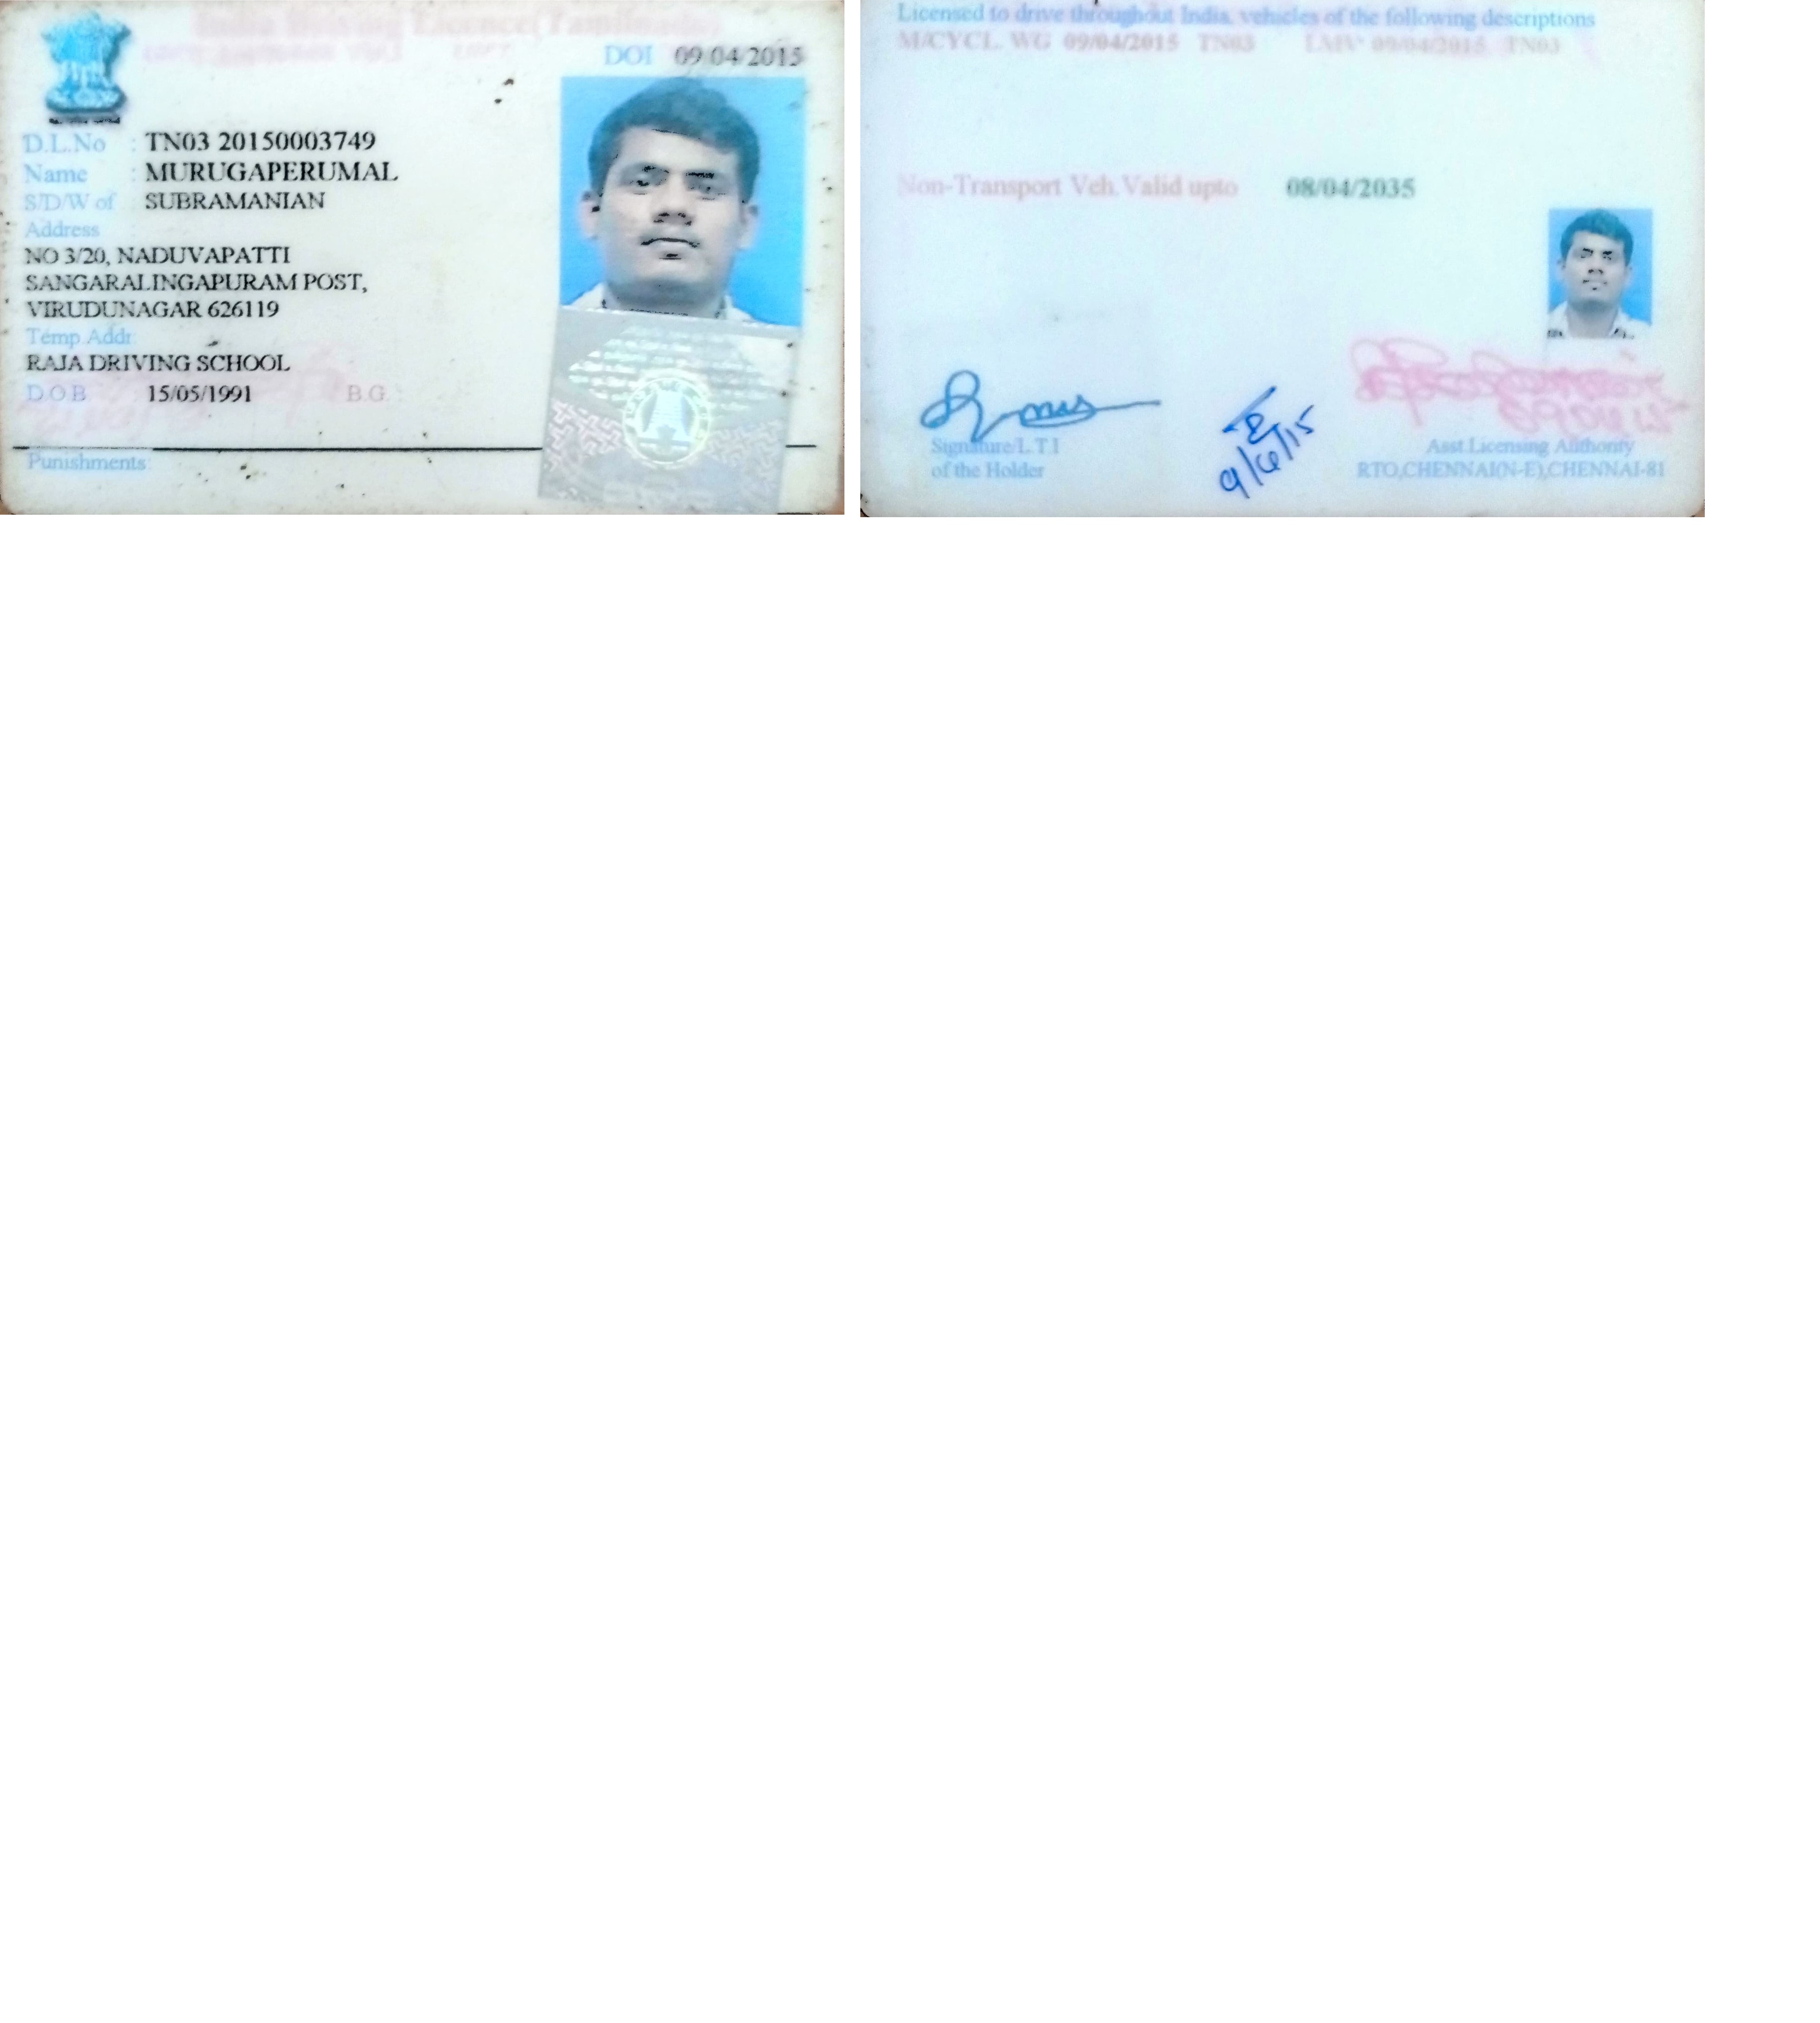 India Driving Licence(Tamilnadu)
DOI 09/04/2015
D.L.No : TN03 20150003749
Name : MURUGAPERUMAL
S/D/W of SUBRAMANIAN
Address
NO 3/20, NADUVAPATTI
SANGARALINGAPURAM POST,
VIRUDUNAGAR 626119
Temp.Addr:
RAJA DRIVING SCHOOL
D.O.B 15/05/1991 B.G. :
Punishments:
Licensed to drive throughout India, vehicles of the following descriptions
M/CYCL. WG 09/04/2015 TN03 LMV 09/04/2015 TN03
Non-Transport Veh.Valid upto 08/04/2035
Signature/L.T.I
of the Holder
9/6/15
Asst.Licensing Authority
RTO,CHENNAI(N-E),CHENNAI-81